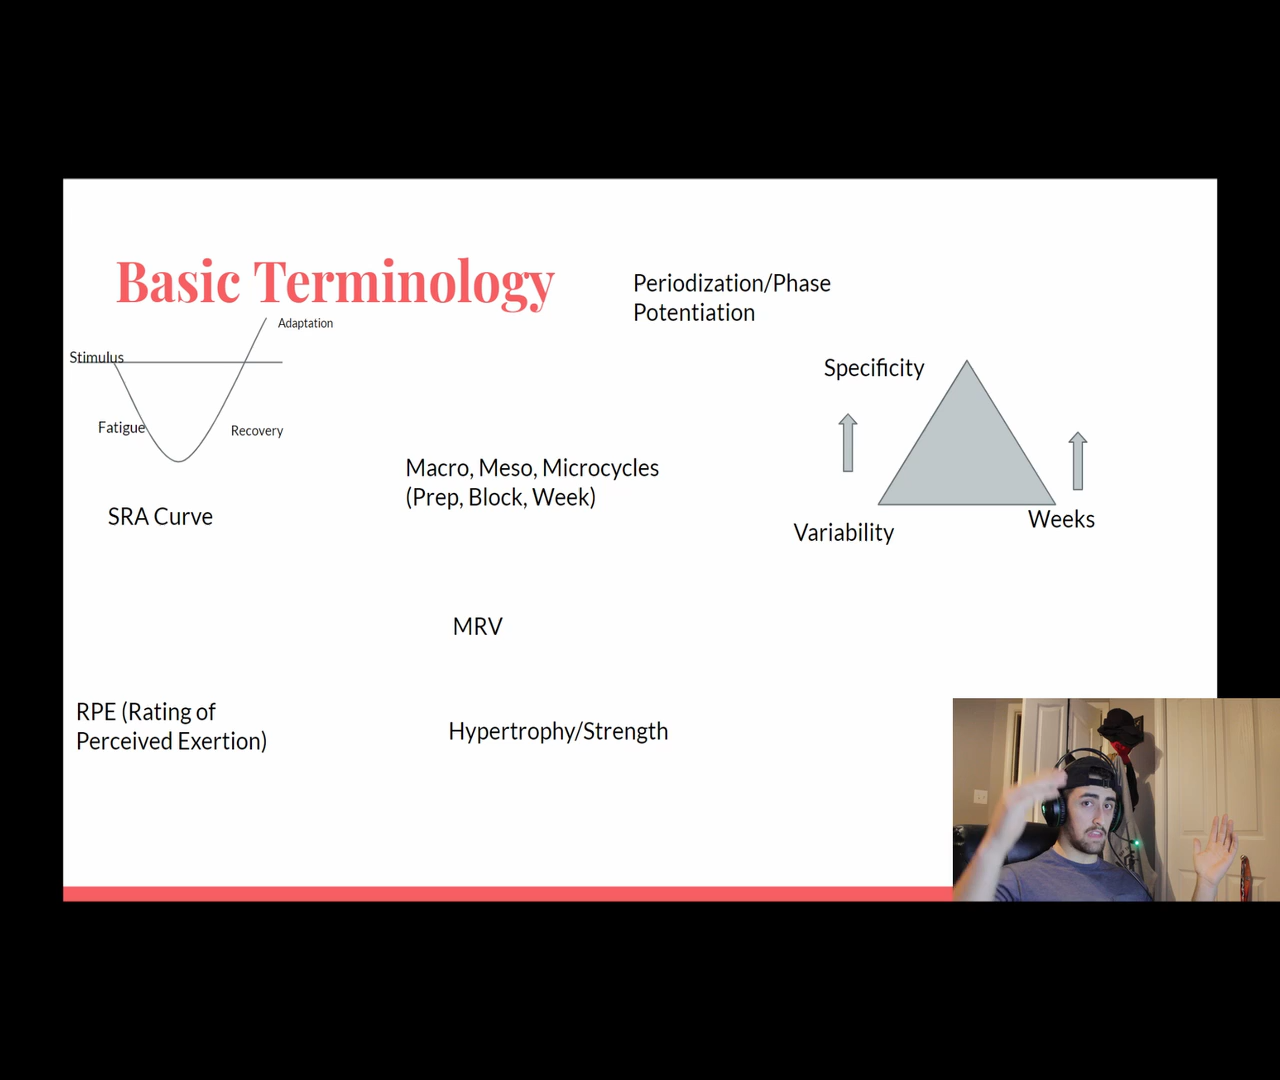 Basic Terminology
Periodization/Phase
Potentiation
Adaptation
Stimulus
Fatigue
Recovery
SRA Curve
Macro, Meso, Microcycles
(Prep, Block, Week)
Specificity
Variability
Weeks
MRV
RPE (Rating of
Perceived Exertion)
Hypertrophy/Strength